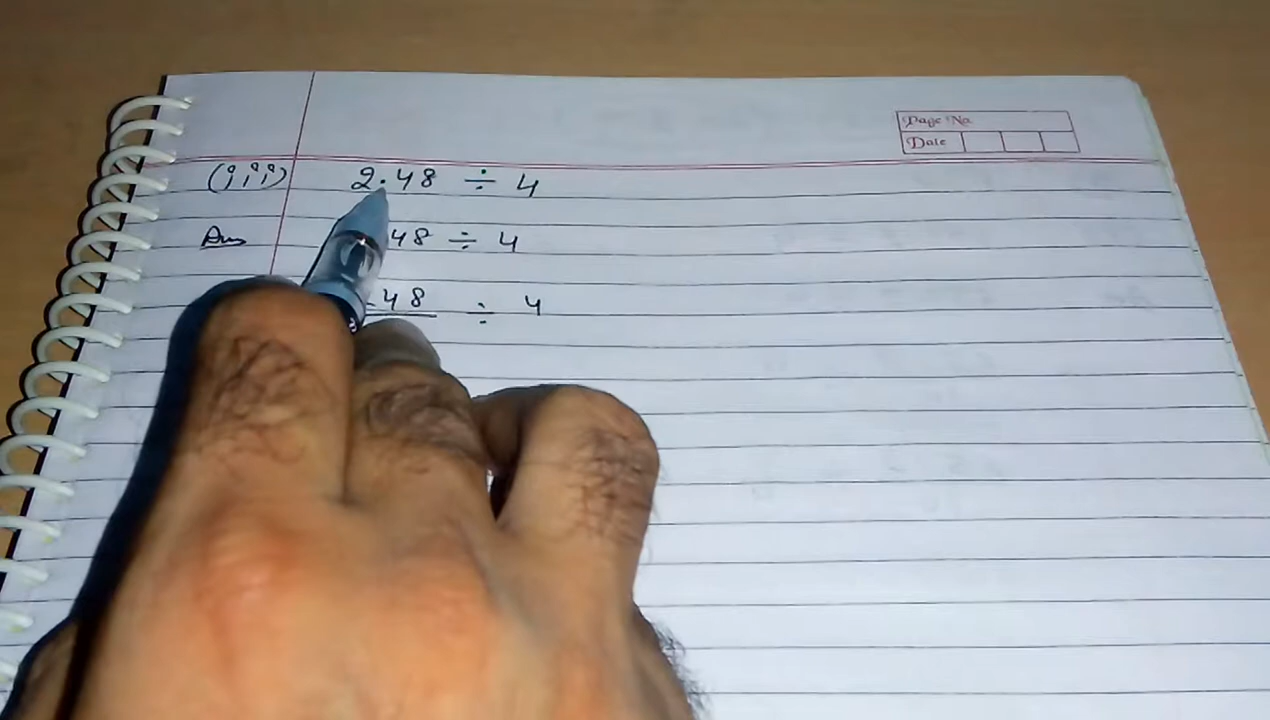 Page No.
Date
(iii) 2.48 ÷ 4
Ans 48 ÷ 4
.48 ÷ 4